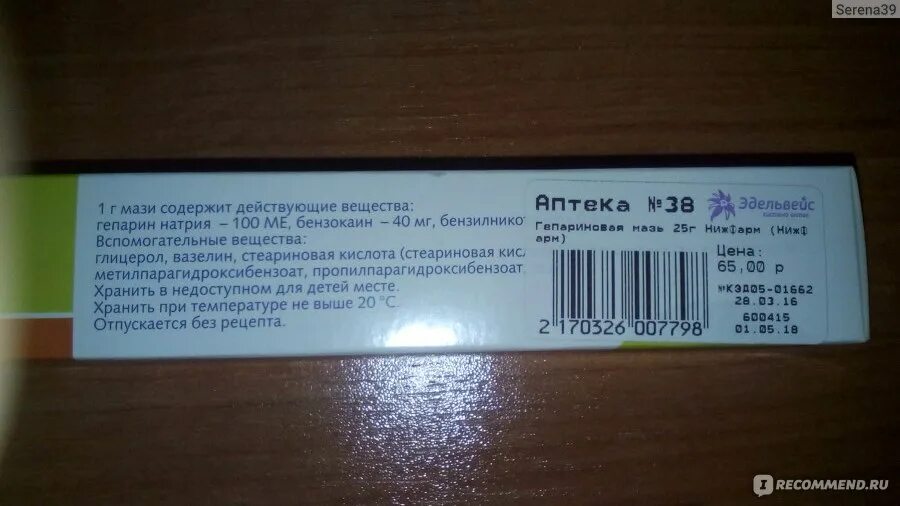 Serena39
1 г мази содержит действующие вещества:
гепарин натрия – 100 МЕ, бензокаин – 40 мг, бензилнико
Вспомогательные вещества:
глицерол, вазелин, стеариновая кислота (стеариновая кис
метилпарагидроксибензоат, пропилпарагидроксибензоат
Хранить в недоступном для детей месте.
Хранить при температуре не выше 20 °С.
Отпускается без рецепта.
Аптека №38
Эдельвейс
Гепариновая мазь 25г НижФарм (НижФ
арм)
Цена:
65,00 р
№КЭА05-01662
28.03.16
600415
01.05.18
2 170326 007798
IRECOMMEND.RU